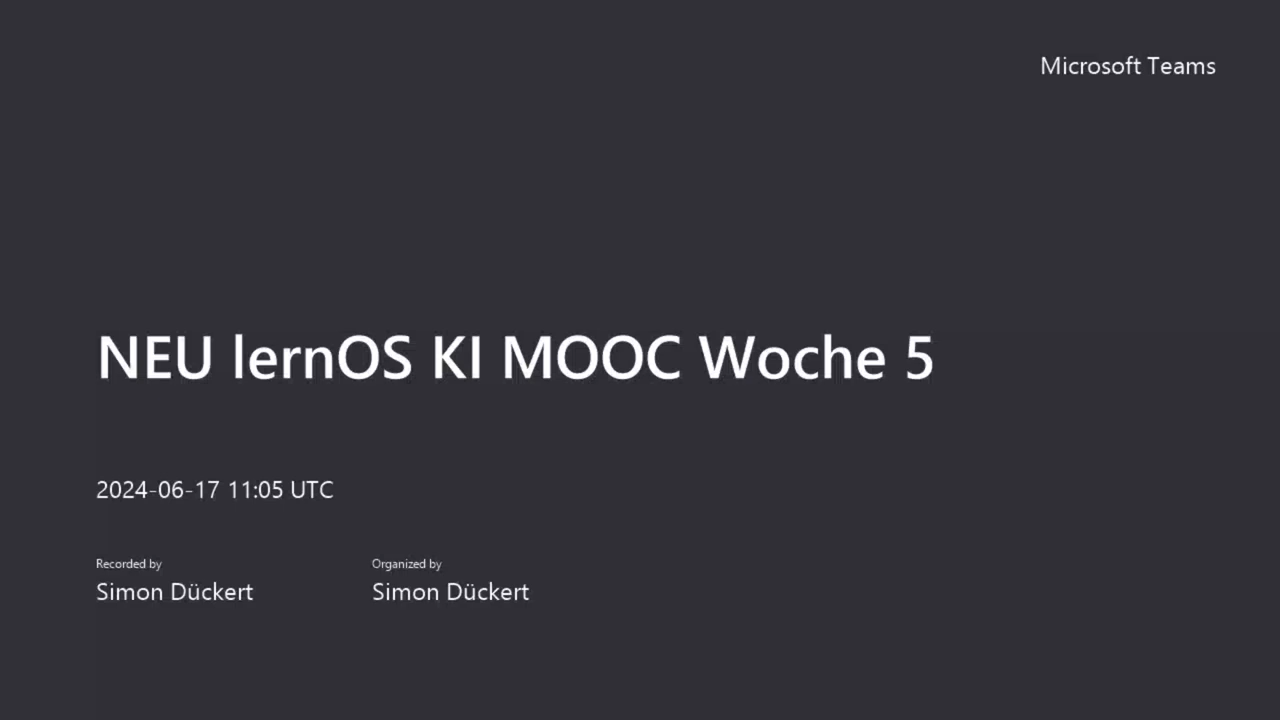 Microsoft Teams
NEU lernOS KI MOOC Woche 5
2024-06-17 11:05 UTC
Recorded by
Simon Dückert
Organized by
Simon Dückert